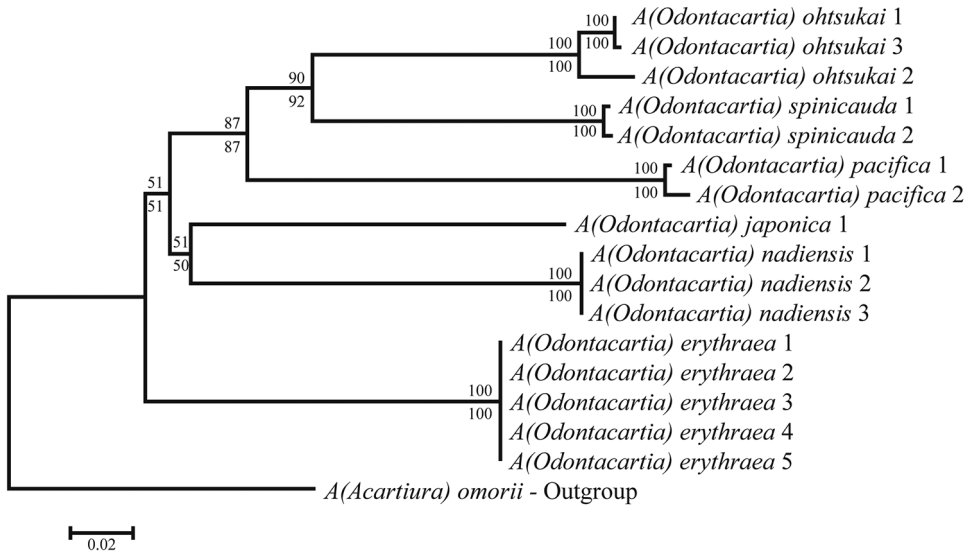 100 A(Odontacartia) ohtsukai 1
100 100 A(Odontacartia) ohtsukai 3
100 A(Odontacartia) ohtsukai 2
90
92
100 A(Odontacartia) spinicauda 1
100 A(Odontacartia) spinicauda 2
87
87
100 A(Odontacartia) pacifica 1
100 A(Odontacartia) pacifica 2
51
51
A(Odontacartia) japonica 1
51
50
100 A(Odontacartia) nadiensis 1
100 A(Odontacartia) nadiensis 2
A(Odontacartia) nadiensis 3
A(Odontacartia) erythraea 1
A(Odontacartia) erythraea 2
100
100 A(Odontacartia) erythraea 3
A(Odontacartia) erythraea 4
A(Odontacartia) erythraea 5
A(Acartiura) omorii - Outgroup
0.02